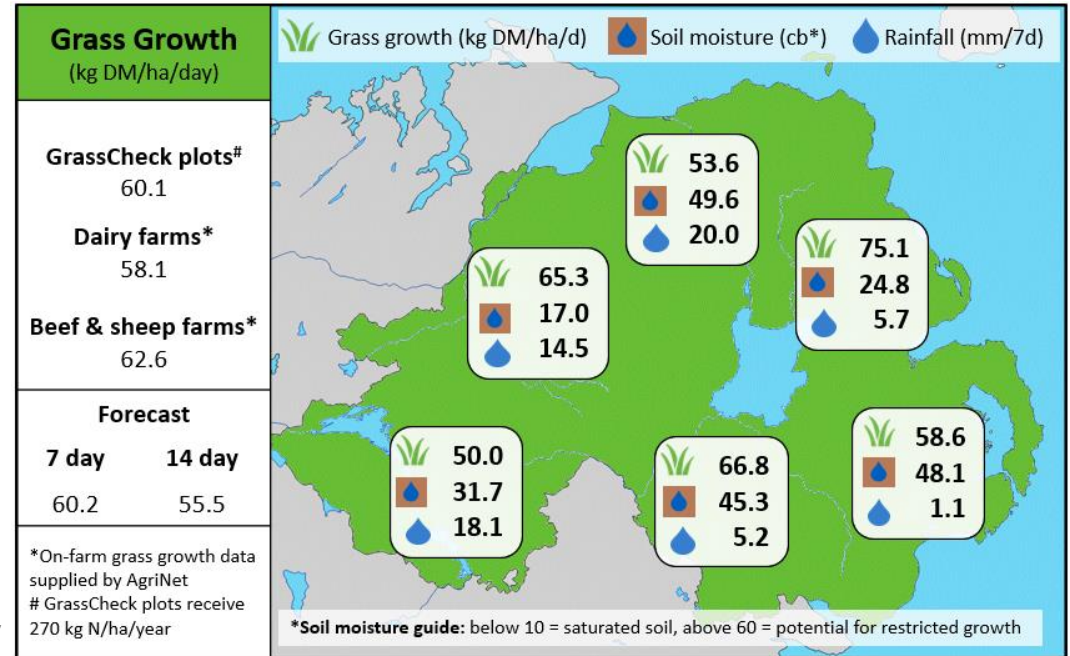 Grass Growth
(kg DM/ha/day)
GrassCheck plots#
60.1
Dairy farms*
58.1
Beef & sheep farms*
62.6
Forecast
7 day 14 day
60.2 55.5
*On-farm grass growth data
supplied by AgriNet
# GrassCheck plots receive
270 kg N/ha/year
Grass growth (kg DM/ha/d) Soil moisture (cb*) Rainfall (mm/7d)
53.6
49.6
20.0
75.1
24.8
5.7
65.3
17.0
14.5
50.0
31.7
18.1
66.8
45.3
5.2
58.6
48.1
1.1
*Soil moisture guide: below 10 = saturated soil, above 60 = potential for restricted growth